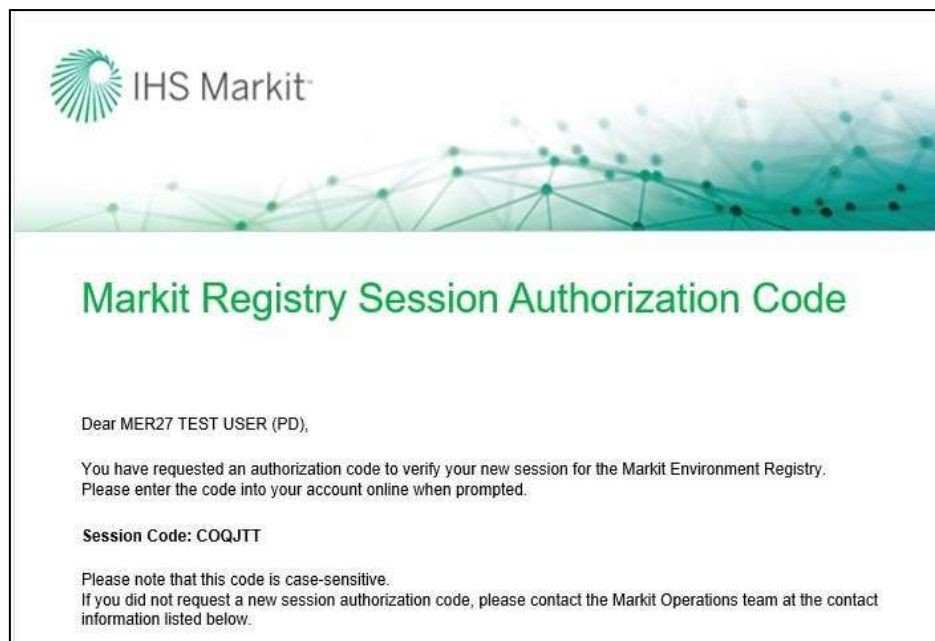 IHS Markit™
Markit Registry Session Authorization Code
Dear MER27 TEST USER (PD),
You have requested an authorization code to verify your new session for the Markit Environment Registry.
Please enter the code into your account online when prompted.
Session Code: COQJTT
Please note that this code is case-sensitive.
If you did not request a new session authorization code, please contact the Markit Operations team at the contact
information listed below.